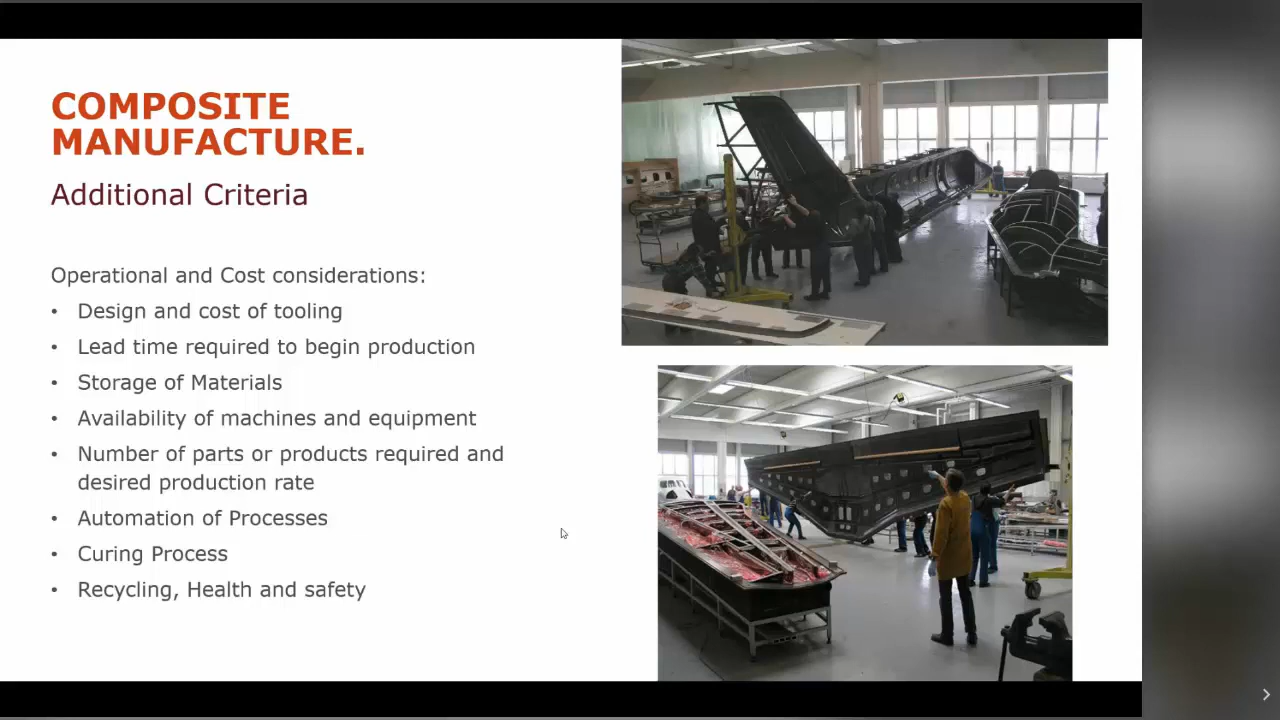 COMPOSITE
MANUFACTURE.
Additional Criteria
Operational and Cost considerations:
• Design and cost of tooling
• Lead time required to begin production
• Storage of Materials
• Availability of machines and equipment
• Number of parts or products required and
desired production rate
• Automation of Processes
• Curing Process
• Recycling, Health and safety